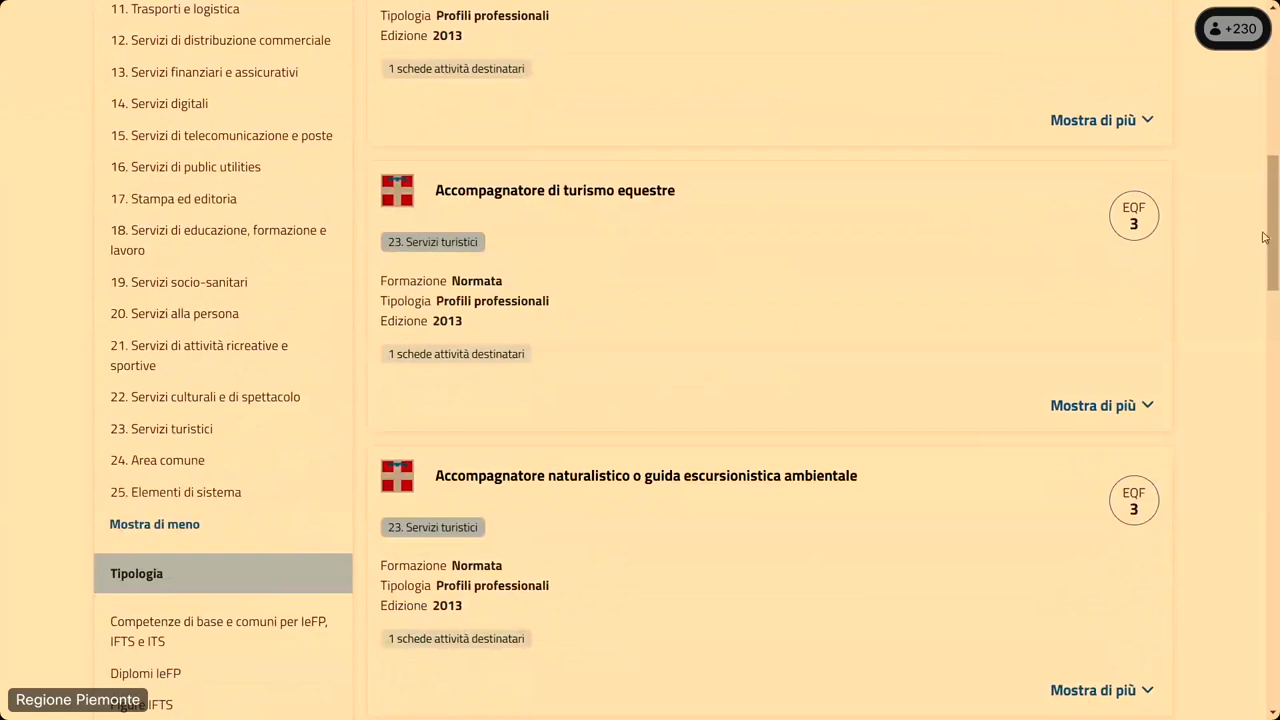 11. Trasporti e logistica
12. Servizi di distribuzione commerciale
13. Servizi finanziari e assicurativi
14. Servizi digitali
15. Servizi di telecomunicazione e poste
16. Servizi di public utilities
17. Stampa ed editoria
18. Servizi di educazione, formazione e
lavoro
19. Servizi socio-sanitari
20. Servizi alla persona
21. Servizi di attività ricreative e
sportive
22. Servizi culturali e di spettacolo
23. Servizi turistici
24. Area comune
25. Elementi di sistema
Mostra di meno
Tipologia
Competenze di base e comuni per IeFP,
IFTS e ITS
Diplomi IeFP
Figure IFTS
Regione Piemonte
Tipologia Profili professionali
Edizione 2013
1 schede attività destinatari
Mostra di più
Accompagnatore di turismo equestre
EQF
3
23. Servizi turistici
Formazione Normata
Tipologia Profili professionali
Edizione 2013
1 schede attività destinatari
Mostra di più
Accompagnatore naturalistico o guida escursionistica ambientale
EQF
3
23. Servizi turistici
Formazione Normata
Tipologia Profili professionali
Edizione 2013
1 schede attività destinatari
Mostra di più
+230